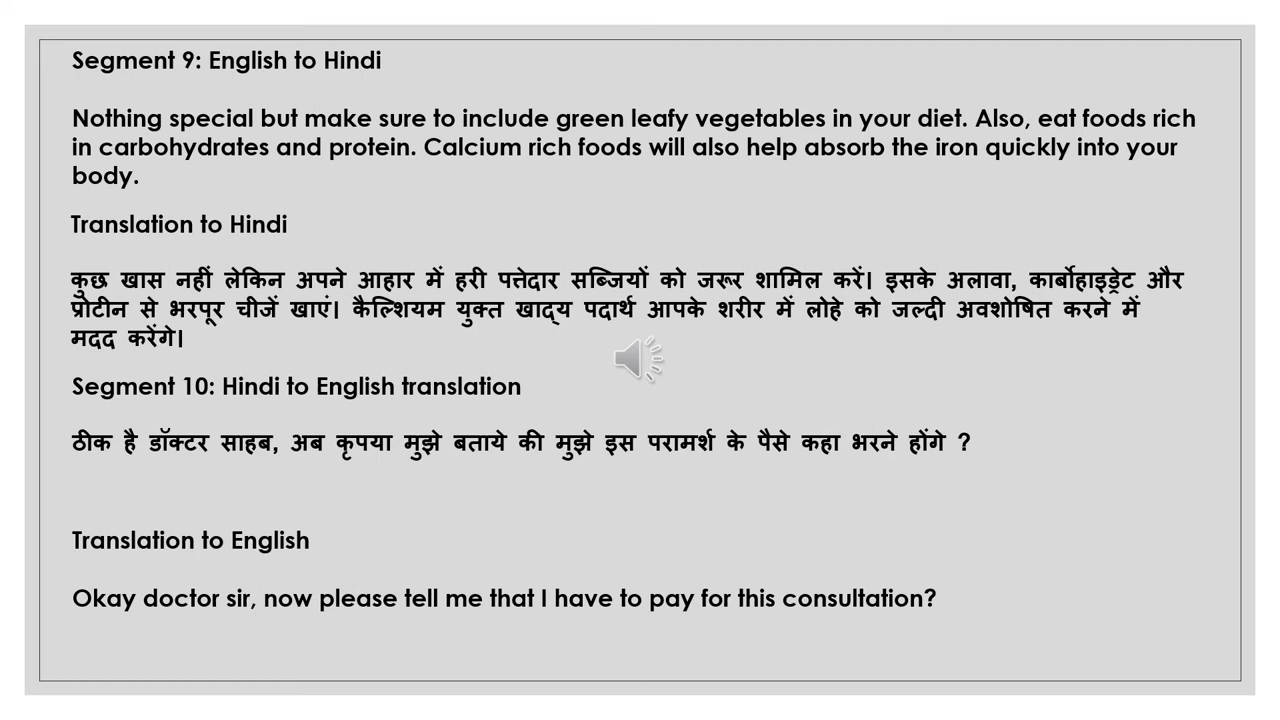 Segment 9: English to Hindi
Nothing special but make sure to include green leafy vegetables in your diet. Also, eat foods rich
in carbohydrates and protein. Calcium rich foods will also help absorb the iron quickly into your
body.
Translation to Hindi
कुछ खास नहीं लेकिन अपने आहार में हरी पत्तेदार सब्जियों को जरूर शामिल करें। इसके अलावा, कार्बोहाइड्रेट और
प्रोटीन से भरपूर चीजें खाएं। कैल्शियम युक्त खाद्य पदार्थ आपके शरीर में लोहे को जल्दी अवशोषित करने में
मदद करेंगे।
Segment 10: Hindi to English translation
ठीक है डॉक्टर साहब, अब कृपया मुझे बताये की मुझे इस परामर्श के पैसे कहा भरने होंगे ?
Translation to English
Okay doctor sir, now please tell me that I have to pay for this consultation?